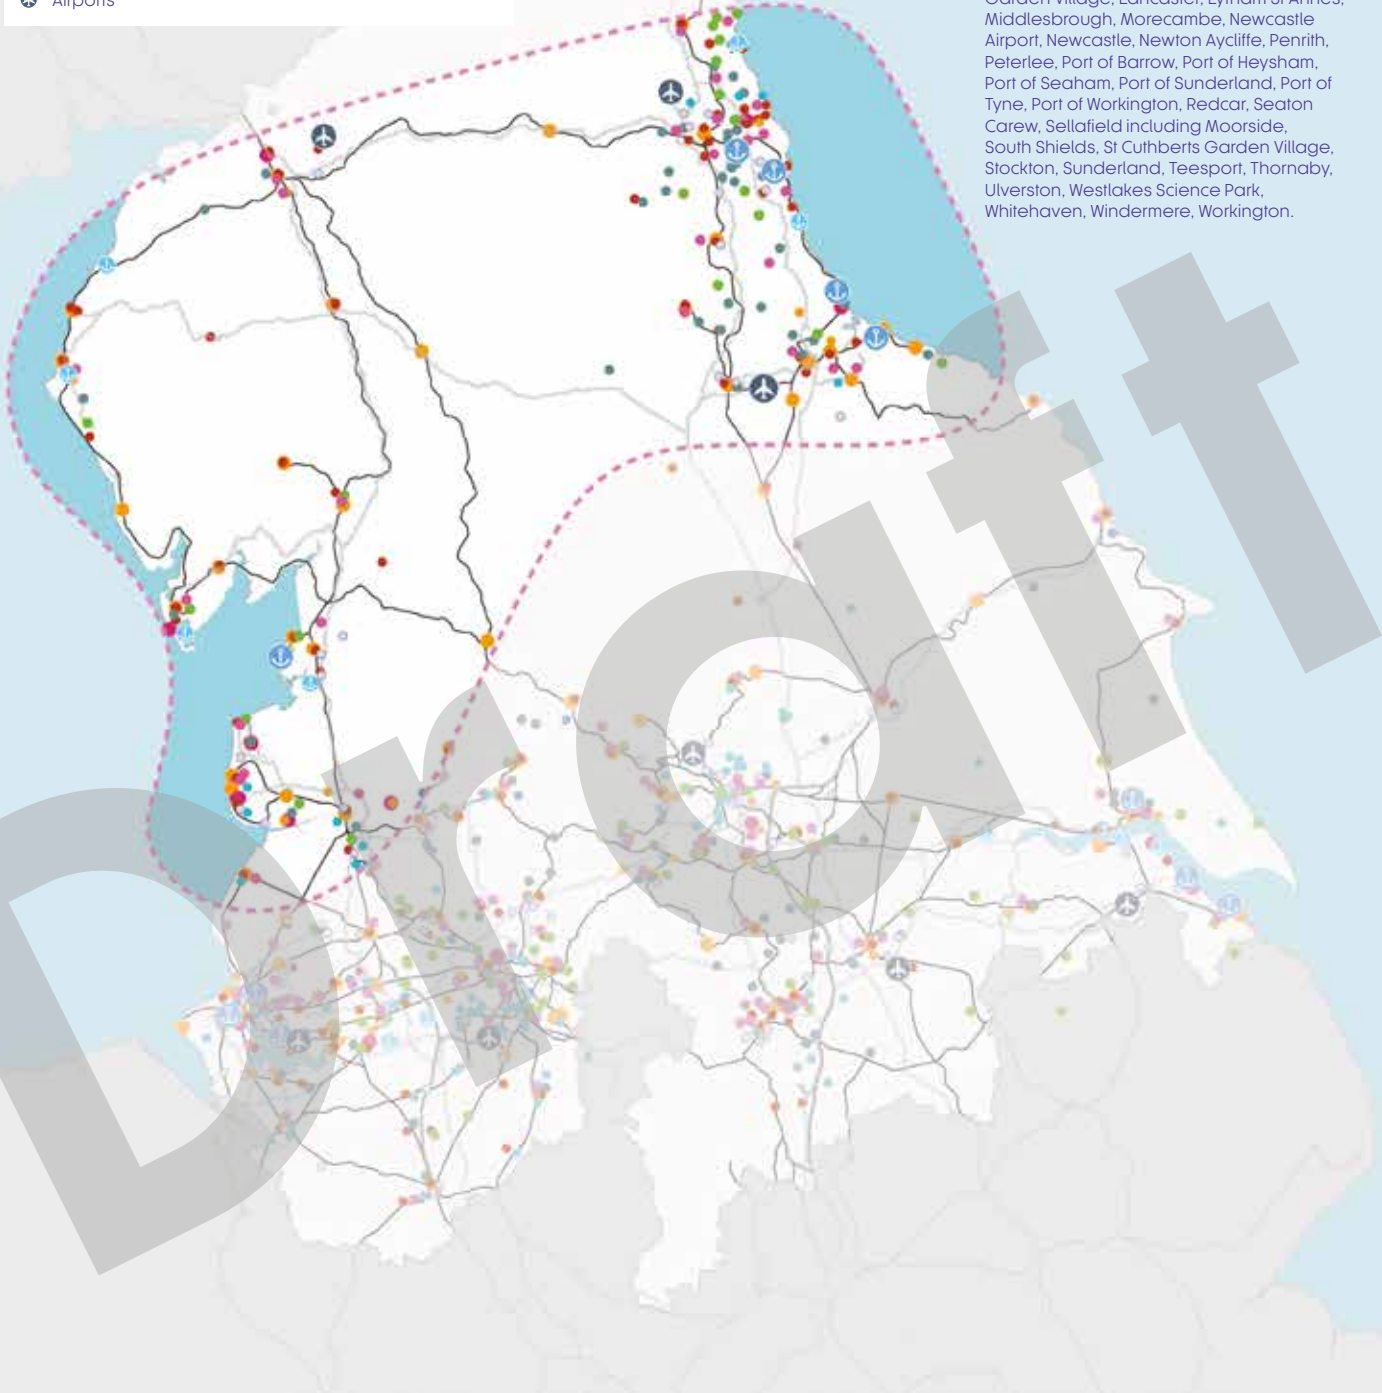 Airports
Garden Village, Lancaster, Lytham St Annes,
Middlesbrough, Morecambe, Newcastle
Airport, Newcastle, Newton Aycliffe, Penrith,
Peterlee, Port of Barrow, Port of Heysham,
Port of Seaham, Port of Sunderland, Port of
Tyne, Port of Workington, Redcar, Seaton
Carew, Sellafield including Moorside,
South Shields, St Cuthberts Garden Village,
Stockton, Sunderland, Teesport, Thornaby,
Ulverston, Westlakes Science Park,
Whitehaven, Windermere, Workington.
Draft